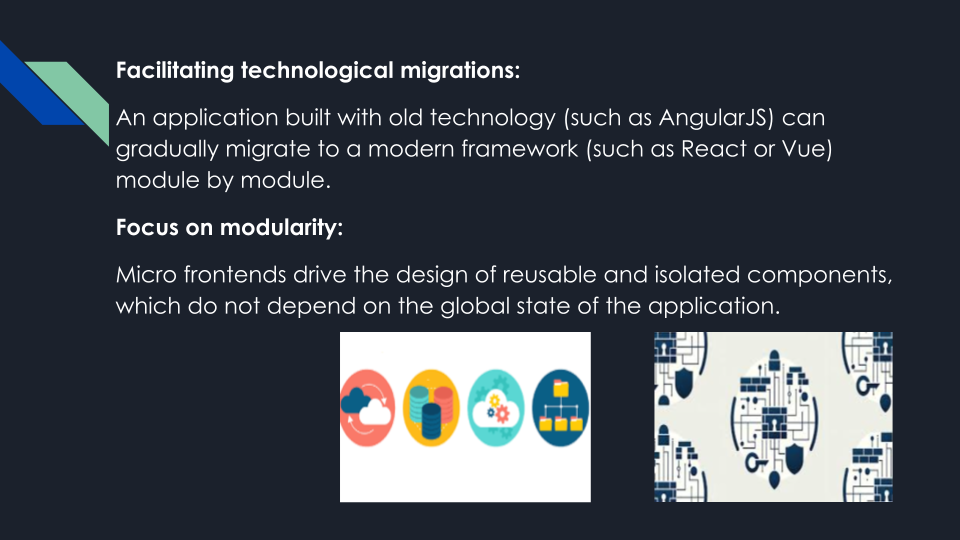 Facilitating technological migrations:
An application built with old technology (such as AngularJS) can
gradually migrate to a modern framework (such as React or Vue)
module by module.
Focus on modularity:
Micro frontends drive the design of reusable and isolated components,
which do not depend on the global state of the application.